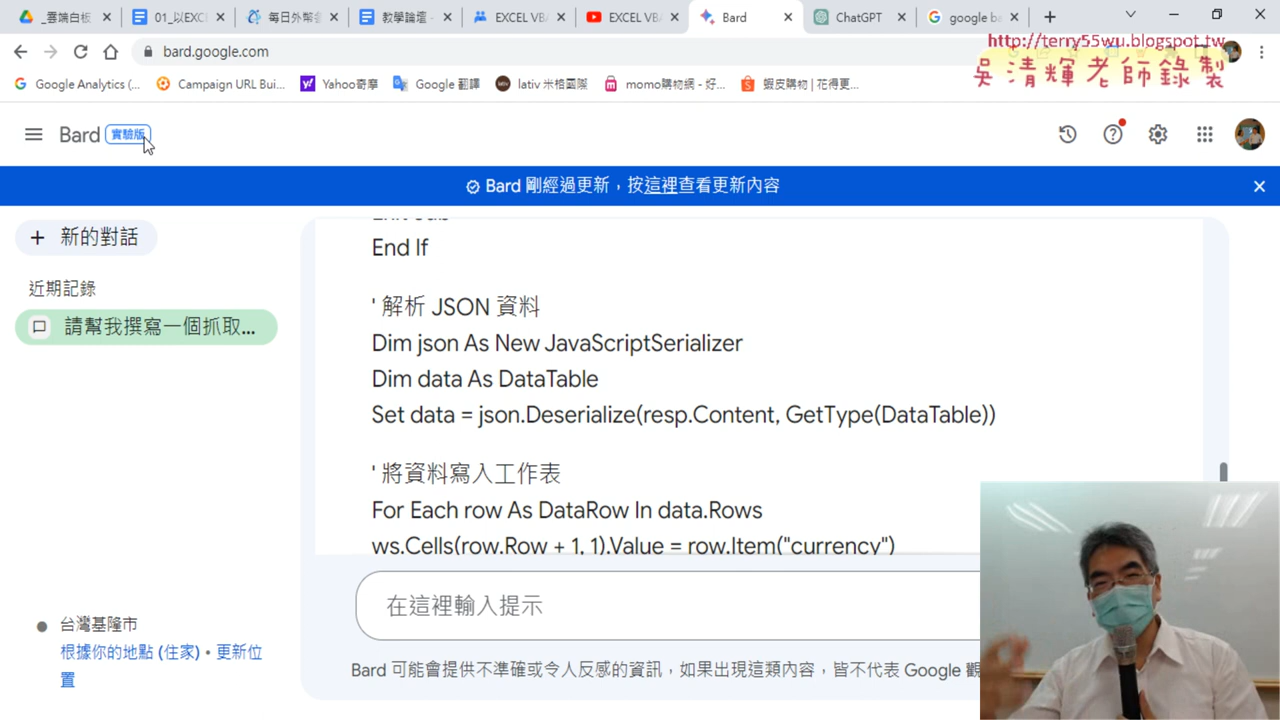 _雲端白板
01_以EXC
每日外幣
教學論壇 -
EXCEL VBA
EXCEL VBA
Bard
ChatGPT
google ba
bard.google.com
http://terry55wu.blogspot.tw
吳清輝老師錄製
Google Analytics (...
Campaign URL Bui...
Yahoo奇摩
Google 翻譯
lativ 米格國際
momo購物網 - 好...
蝦皮購物 | 花得更...
Bard 實驗版
Bard 剛經過更新，按這裡查看更新內容
新的對話
近期記錄
請幫我撰寫一個抓取...
End If
' 解析 JSON 資料
Dim json As New JavaScriptSerializer
Dim data As DataTable
Set data = json.Deserialize(resp.Content, GetType(DataTable))
' 將資料寫入工作表
For Each row As DataRow In data.Rows
ws.Cells(row.Row + 1, 1).Value = row.Item("currency")
在這裡輸入提示
台灣基隆市
根據你的地點 (住家) • 更新位
置
Bard 可能會提供不準確或令人反感的資訊，如果出現這類內容，皆不代表 Google 觀